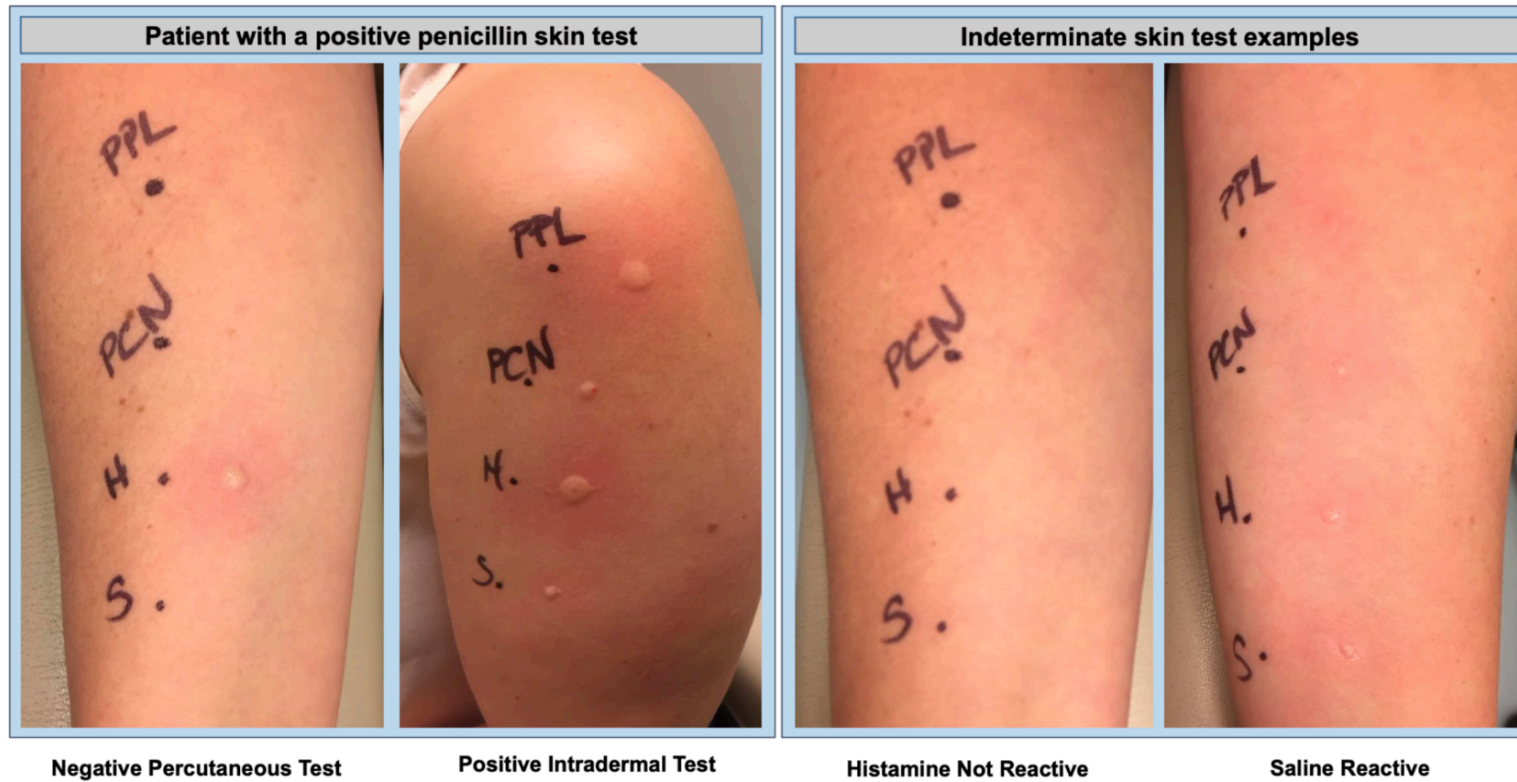 Patient with a positive penicillin skin test
PPL
PCN
H.
S.
PPL
PCN
H.
S.
Negative Percutaneous Test
Positive Intradermal Test
Indeterminate skin test examples
PPL
PCN
H.
S.
PPL
PCN
H.
S.
Histamine Not Reactive
Saline Reactive